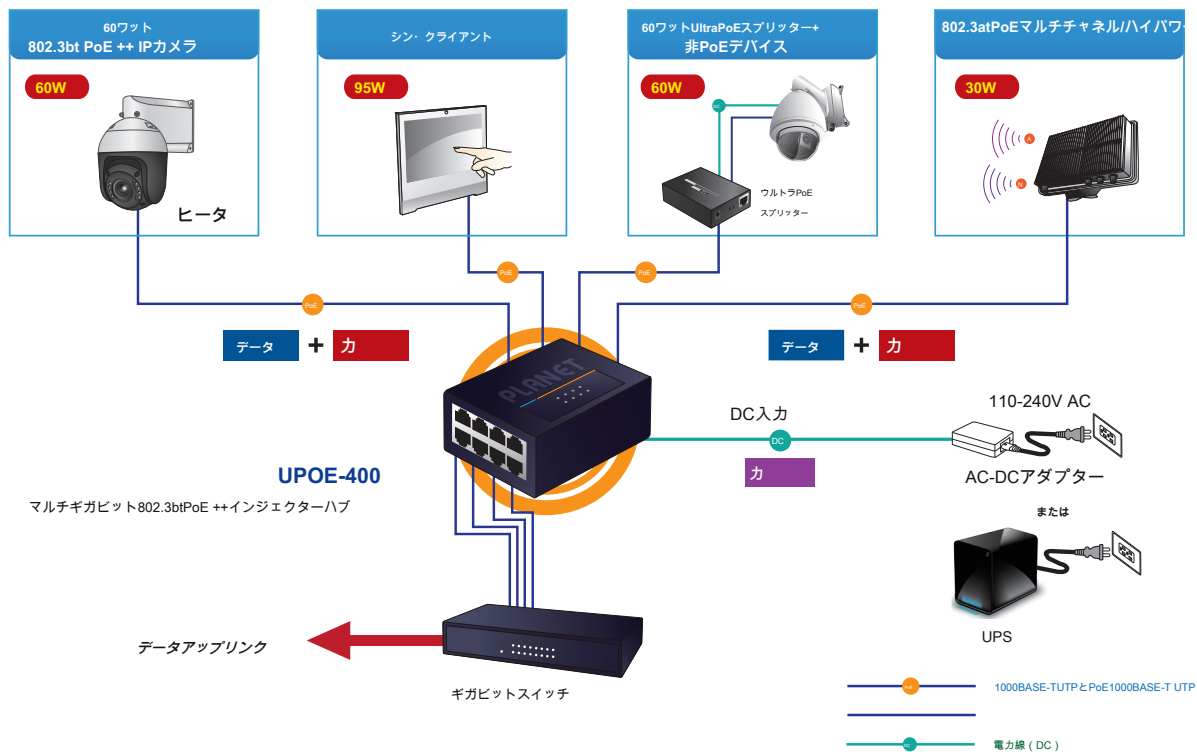 60ワット
802.3bt PoE ++ IPカメラ
シン・クライアント
60ワットUltraPoEスプリッター+
非PoEデバイス
802.3atPoEマルチチャネル/ハイパワ
60W
95W
60W
30W
DC
A
N
ヒータ
ウルトラPoE
スプリッター
PoE
PoE
PoE
PoE
データ + 力
データ + 力
PLANET
DC入力
DC
力
110-240V AC
AC-DCアダプター
または
UPS
UPOE-400
マルチギガビット802.3btPoE ++インジェクターハブ
データアップリンク
ギガビットスイッチ
PoE
1000BASE-TUTPとPoE1000BASE-T UTP
DC
電力線（DC）